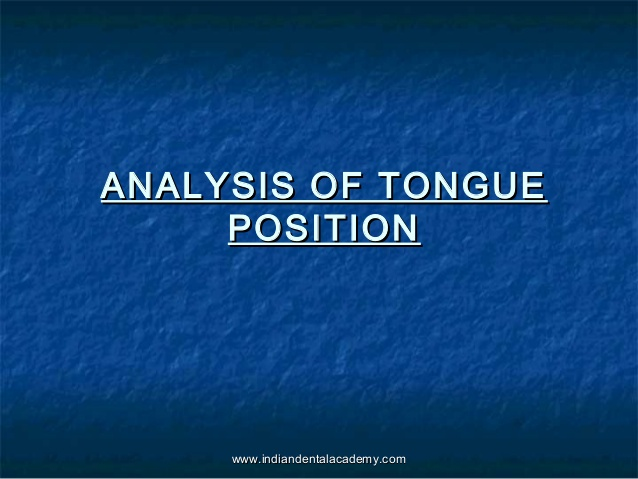 ANALYSIS OF TONGUE
POSITION
www.indiandentalacademy.com